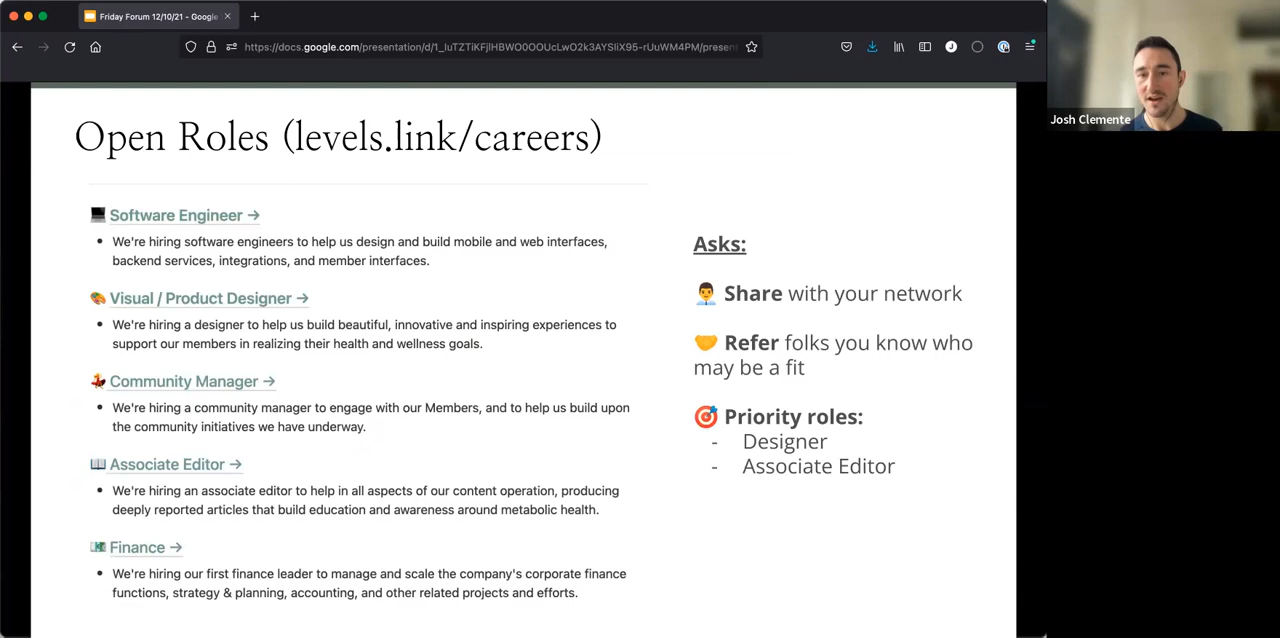 Friday Forum 12/10/21 - Google
Open Roles (levels.link/careers)
Software Engineer →
We're hiring software engineers to help us design and build mobile and web interfaces,
backend services, integrations, and member interfaces.
Visual / Product Designer →
We're hiring a designer to help us build beautiful, innovative and inspiring experiences to
support our members in realizing their health and wellness goals.
Community Manager →
We're hiring a community manager to engage with our Members, and to help us build upon
the community initiatives we have underway.
Associate Editor →
We're hiring an associate editor to help in all aspects of our content operation, producing
deeply reported articles that build education and awareness around metabolic health.
Finance →
We're hiring our first finance leader to manage and scale the company's corporate finance
functions, strategy & planning, accounting, and other related projects and efforts.
Asks:
Share with your network
Refer folks you know who
may be a fit
Priority roles:
- Designer
- Associate Editor
Josh Clemente
J